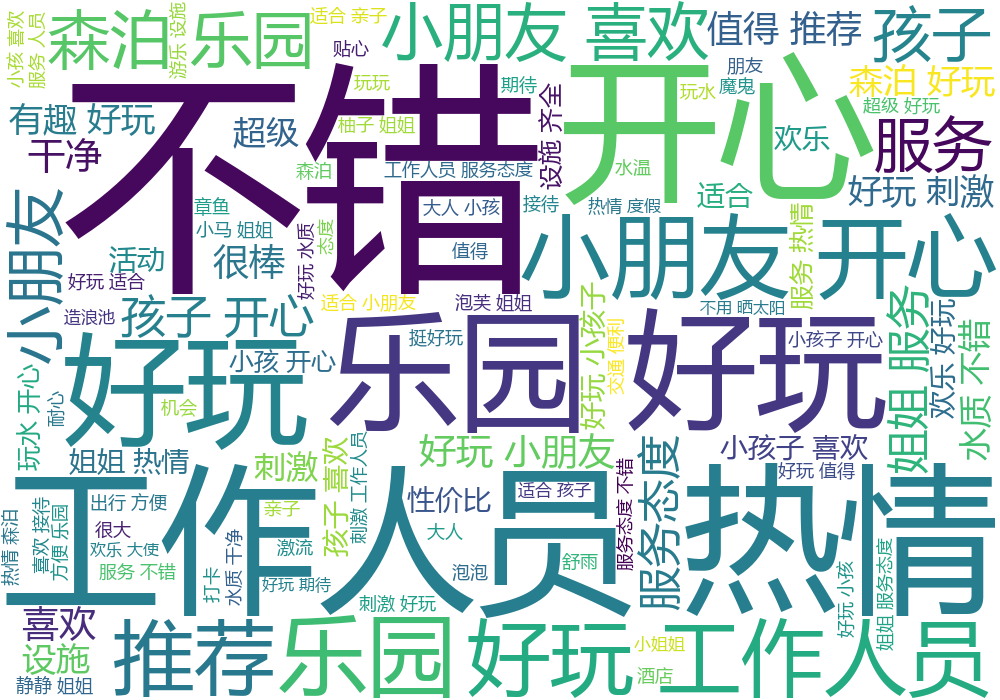 小孩 喜欢
服务 人员
森泊 乐园
游乐 设施
适合 亲子
贴心
小朋友 喜欢
值得 推荐
孩子
不错
开心
玩玩
期待
朋友
魔鬼
玩水
森泊 好玩
超级 好玩
有趣 好玩
超级
柚子 姐姐
设施 齐全
欢乐
服务
干净
森泊
工作人员 服务态度
水温
适合
好玩 刺激
小朋友
章鱼
小马 姐姐
大人 小孩
接待
热情 度假
态度
好玩 水质
值得
小朋友 开心
服务 热情
活动
很棒
好玩 适合
适合 小朋友
泡芙 姐姐
好玩 小孩子
不用 晒太阳
造浪池
孩子 开心
乐园 好玩
挺好玩
交通 便利
小孩子 开心
姐姐 服务
欢乐 好玩
水质 不错
好玩
小孩 开心
玩水 开心
耐心
机会
姐姐 热情
刺激
孩子 喜欢
刺激 工作人员
好玩 小朋友
小孩子 喜欢
服务态度
好玩 值得
工作人员 热情
出行 方便
很大
欢乐 大使
服务 不错
热情 森泊
喜欢 接待
方便 乐园
亲子
激流
性价比
大人
适合 孩子
服务态度 不错
泡泡
舒雨
打卡
水质 干净
好玩 期待
刺激 好玩
好玩 小孩
姐姐 服务态度
喜欢
设施
静静 姐姐
推荐
乐园 好玩
小姐姐
酒店
工作人员